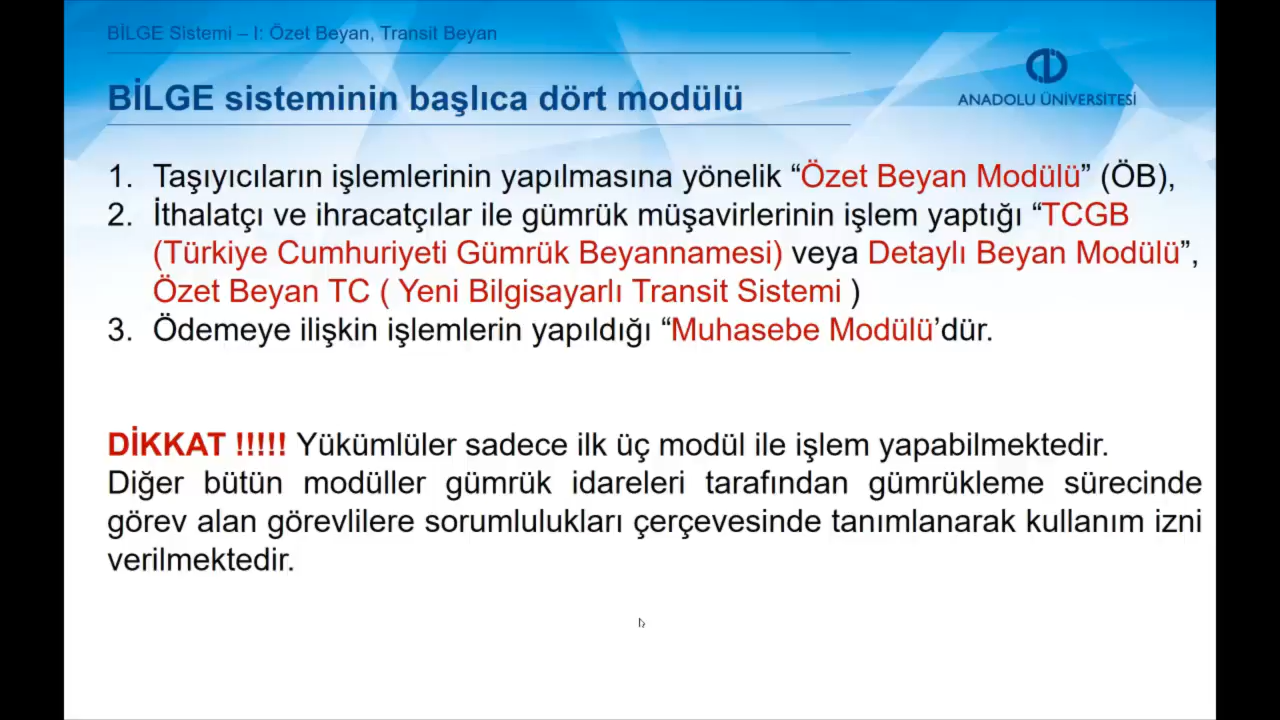 BİLGE Sistemi – I: Özet Beyan, Transit Beyan
BİLGE sisteminin başlıca dört modülü
ANADOLU ÜNİVERSİTESİ
1. Taşıyıcıların işlemlerinin yapılmasına yönelik “Özet Beyan Modülü” (ÖB),
2. İthalatçı ve ihracatçılar ile gümrük müşavirlerinin işlem yaptığı “TCGB
(Türkiye Cumhuriyeti Gümrük Beyannamesi) veya Detaylı Beyan Modülü”,
Özet Beyan TC ( Yeni Bilgisayarlı Transit Sistemi )
3. Ödemeye ilişkin işlemlerin yapıldığı “Muhasebe Modülü’dür.
DİKKAT !!!!! Yükümlüler sadece ilk üç modül ile işlem yapabilmektedir.
Diğer bütün modüller gümrük idareleri tarafından gümrükleme sürecinde
görev alan görevlilere sorumlulukları çerçevesinde tanımlanarak kullanım izni
verilmektedir.